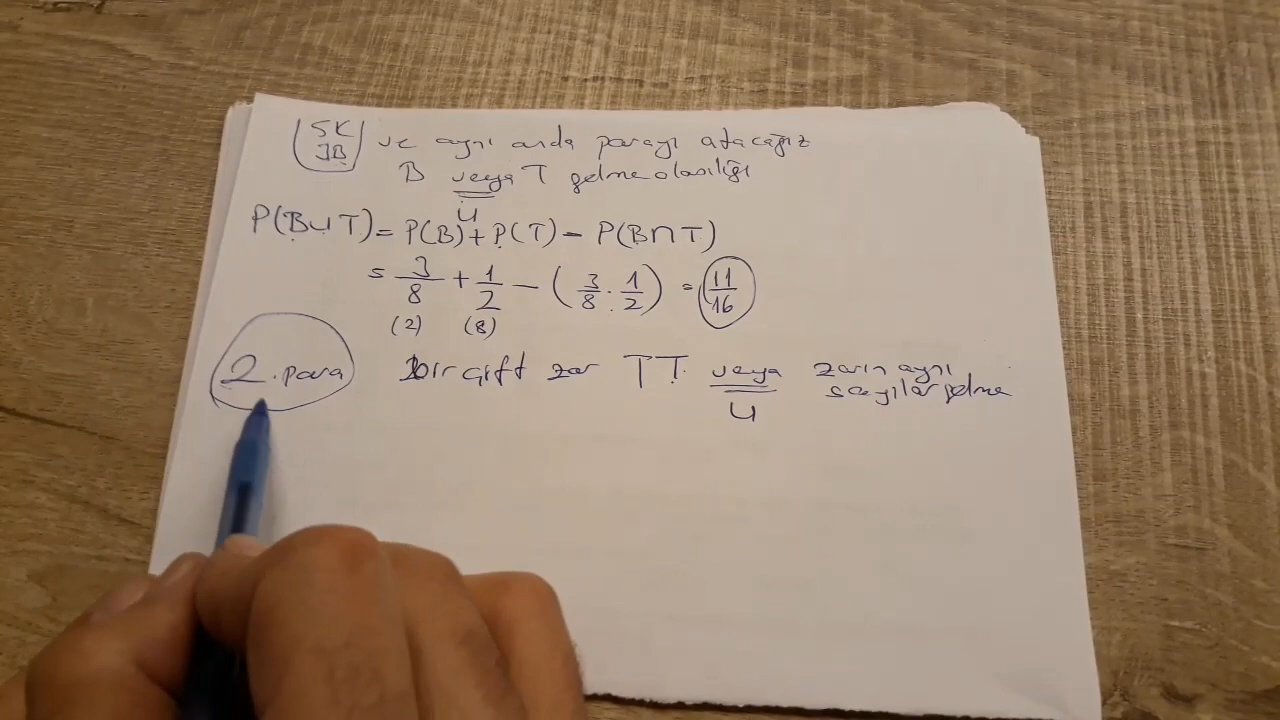 5K ve aynı anda parayı atacağız
3B
B veya T gelme olasılığı
U
P(B∪T) = P(B) + P(T) - P(B∩T)
= 3/8 + 1/2 - (3/8 . 1/2) = 11/16
(2) (8)
2. para bir çift zar TT veya zarın aynı
sayılar gelme
U